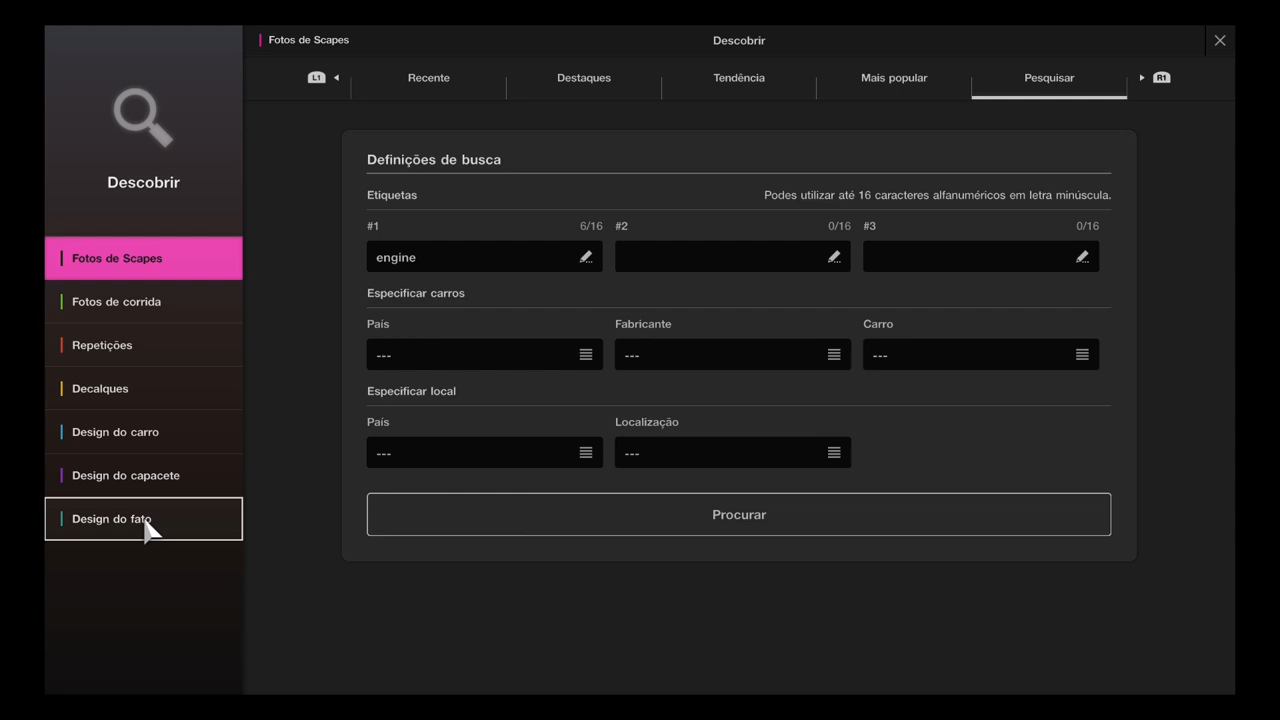 Fotos de Scapes
Descobrir
L1
Recente
Destaques
Tendência
Mais popular
Pesquisar
R1
Descobrir
Fotos de Scapes
Fotos de corrida
Repetições
Decalques
Design do carro
Design do capacete
Design do fato
Definições de busca
Etiquetas
Podes utilizar até 16 caracteres alfanuméricos em letra minúscula.
#1 6/16
#2 0/16
#3 0/16
engine
Especificar carros
País
Fabricante
Carro
---
---
---
Especificar local
País
Localização
---
---
Procurar